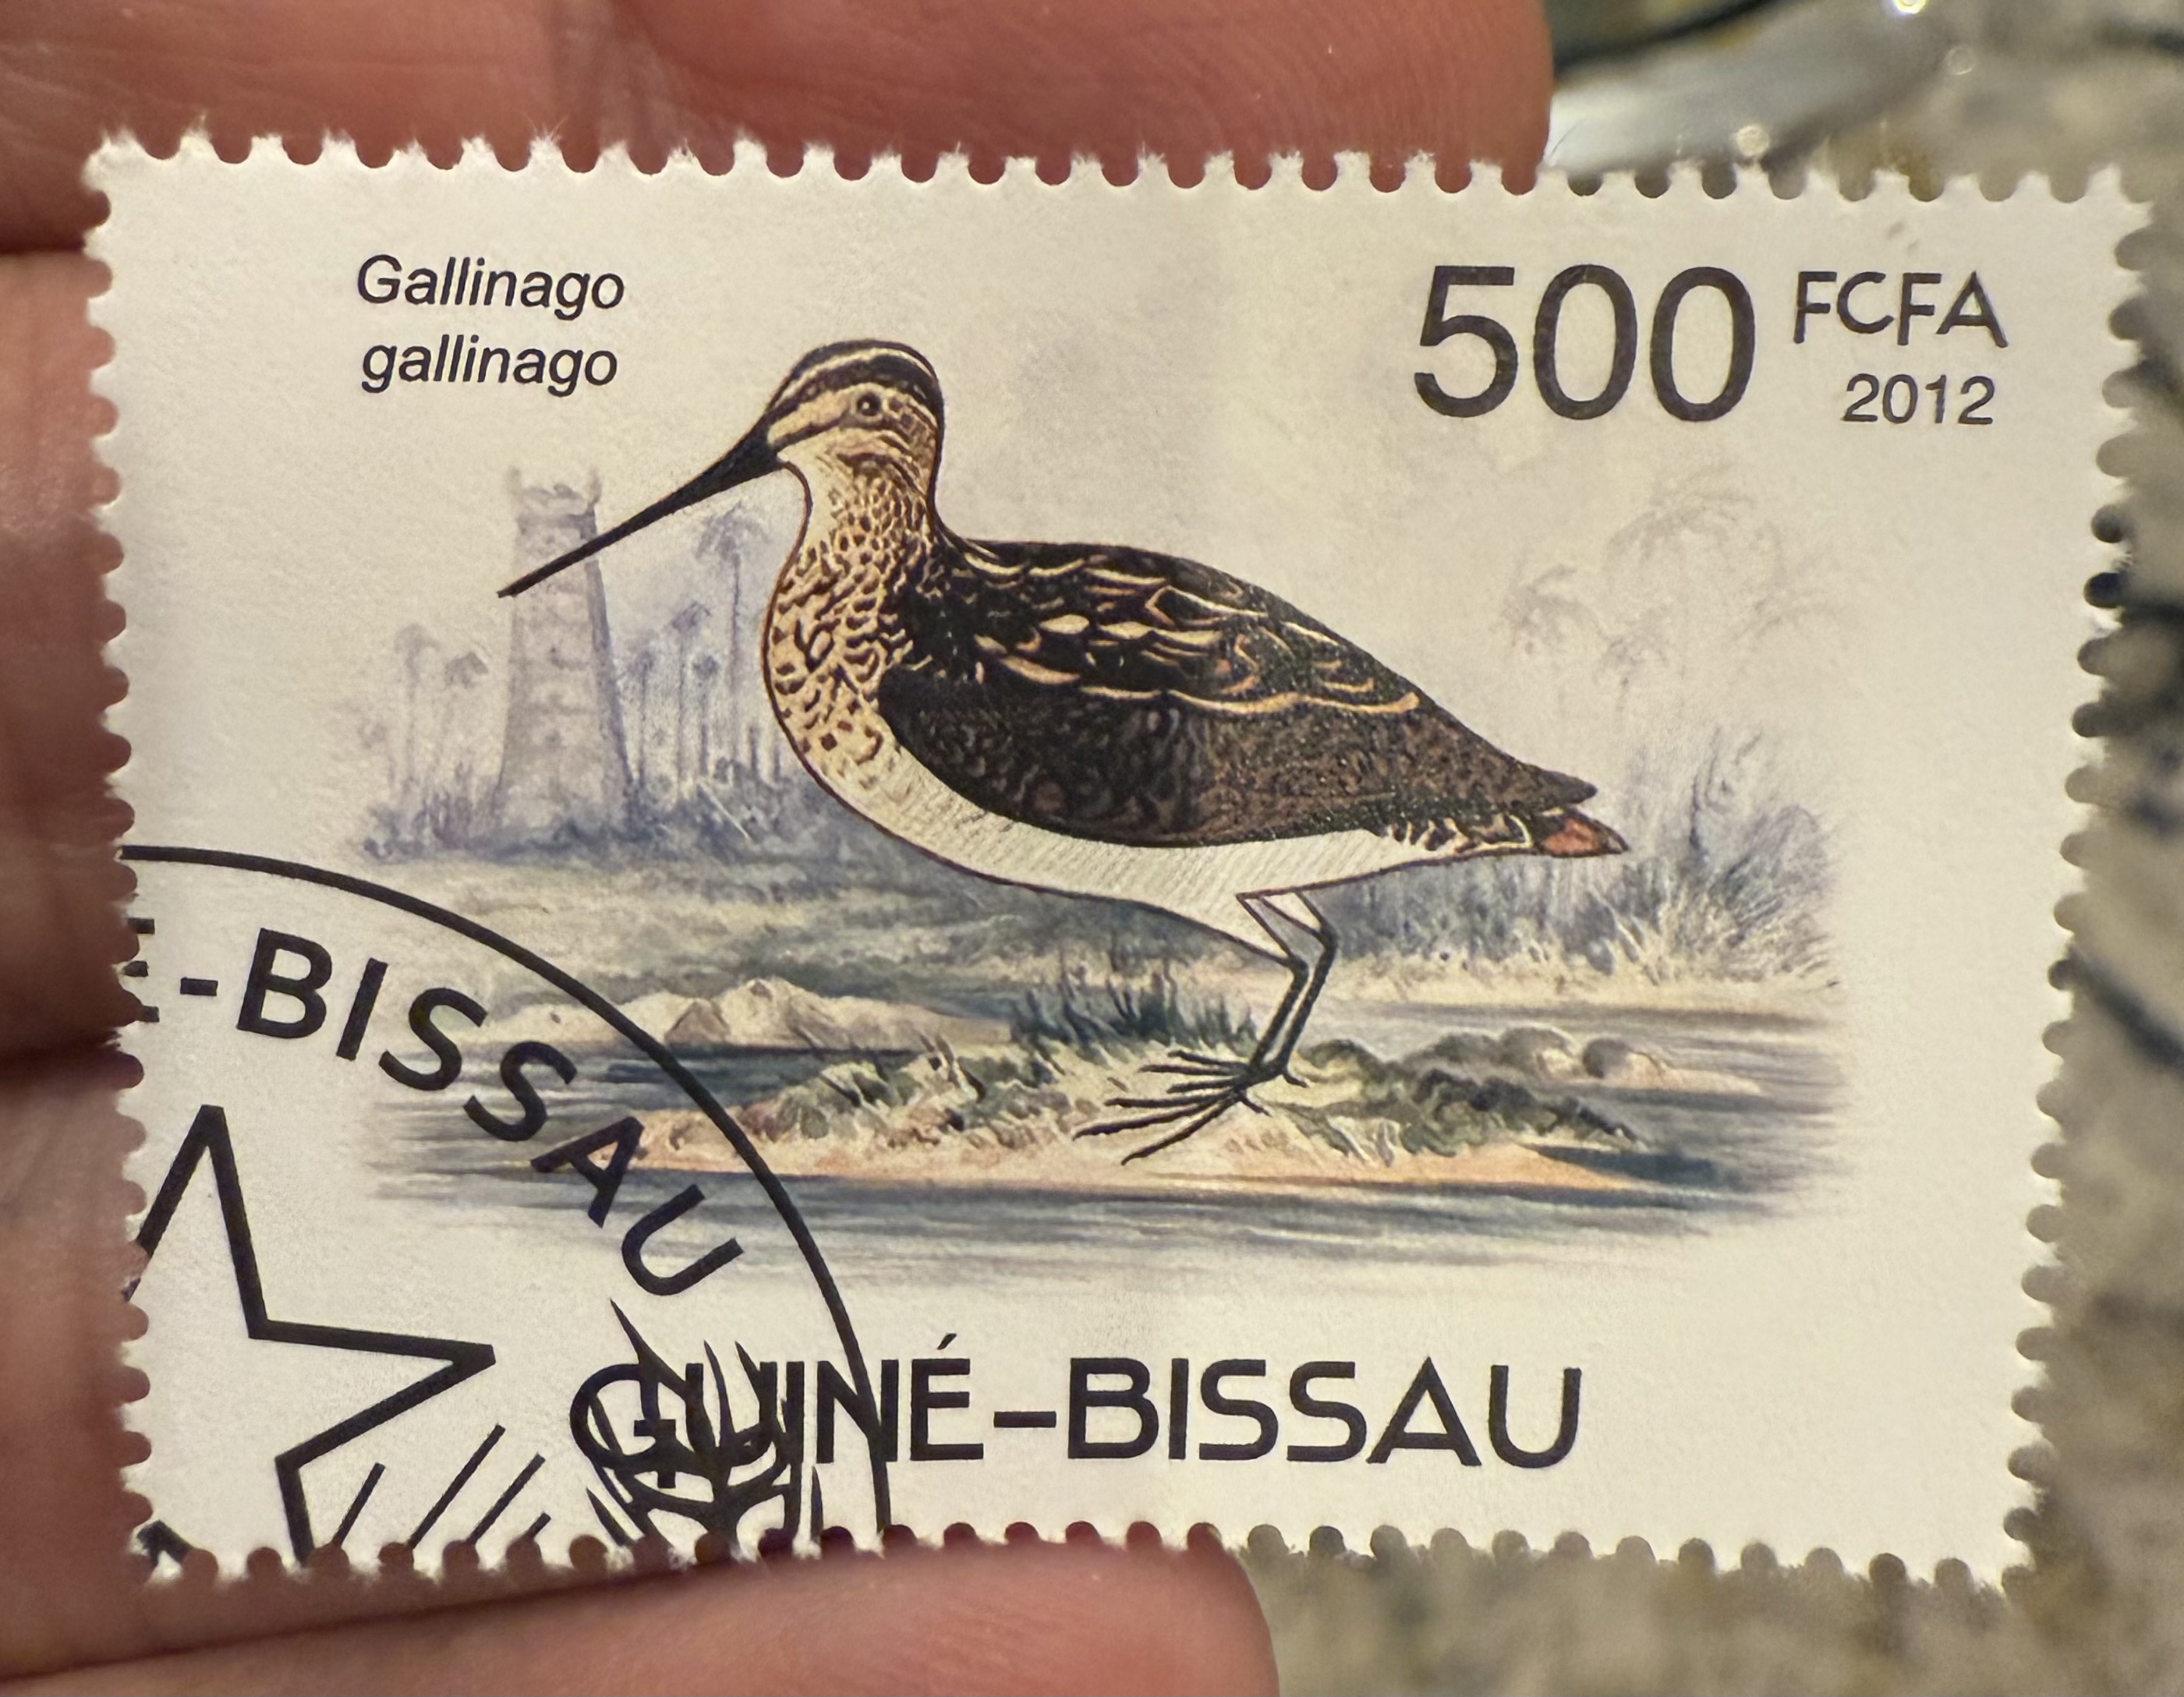 Gallinago
gallinago
500 FCFA
2012
-BISSAU
GUINÉ-BISSAU